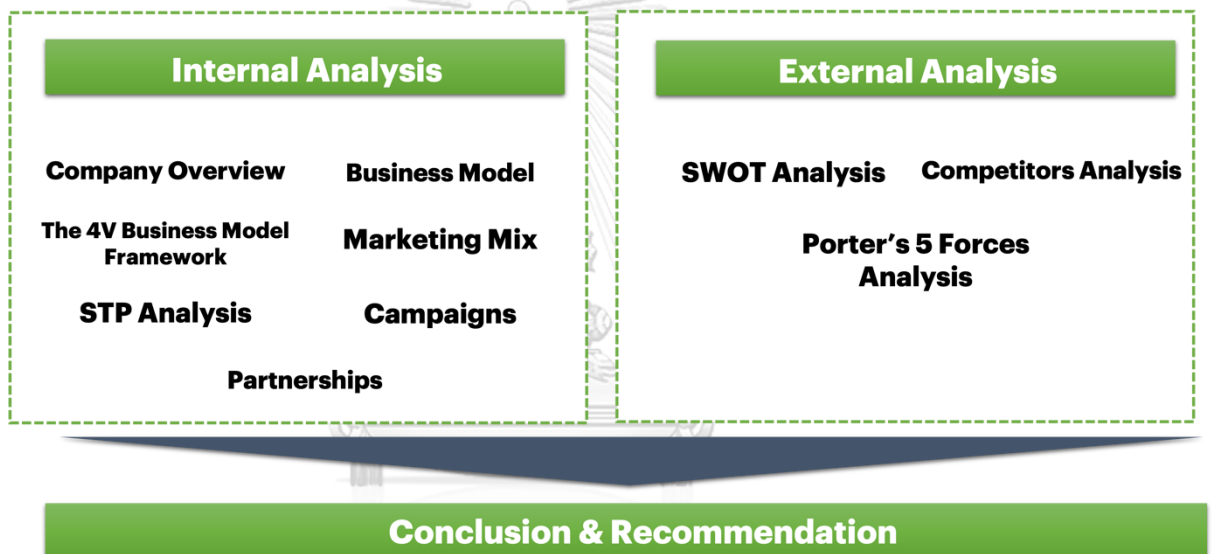 Internal Analysis
Company Overview
Business Model
The 4V Business Model
Framework
Marketing Mix
STP Analysis
Campaigns
Partnerships
External Analysis
SWOT Analysis
Competitors Analysis
Porter’s 5 Forces
Analysis
Conclusion & Recommendation